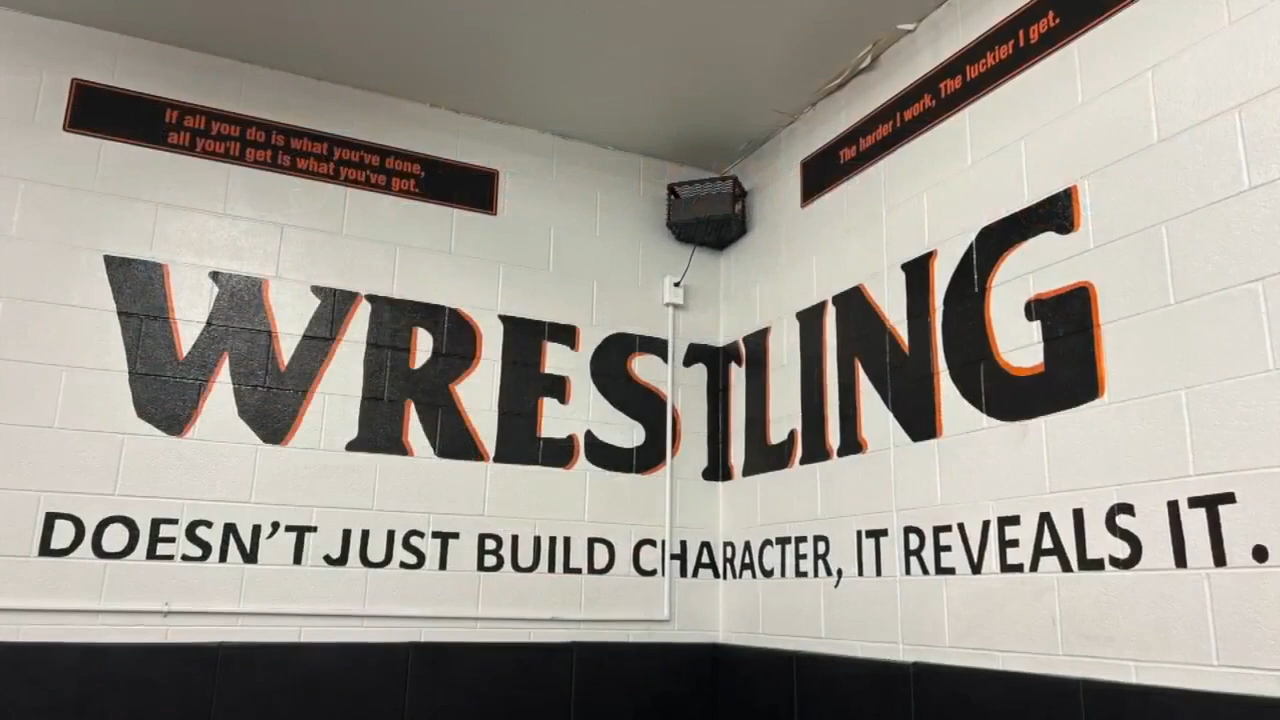 If all you do is what you've done,
all you'll get is what you've got.
The harder I work, The luckier I get.
WRESTLING
DOESN'T JUST BUILD CHARACTER, IT REVEALS IT.